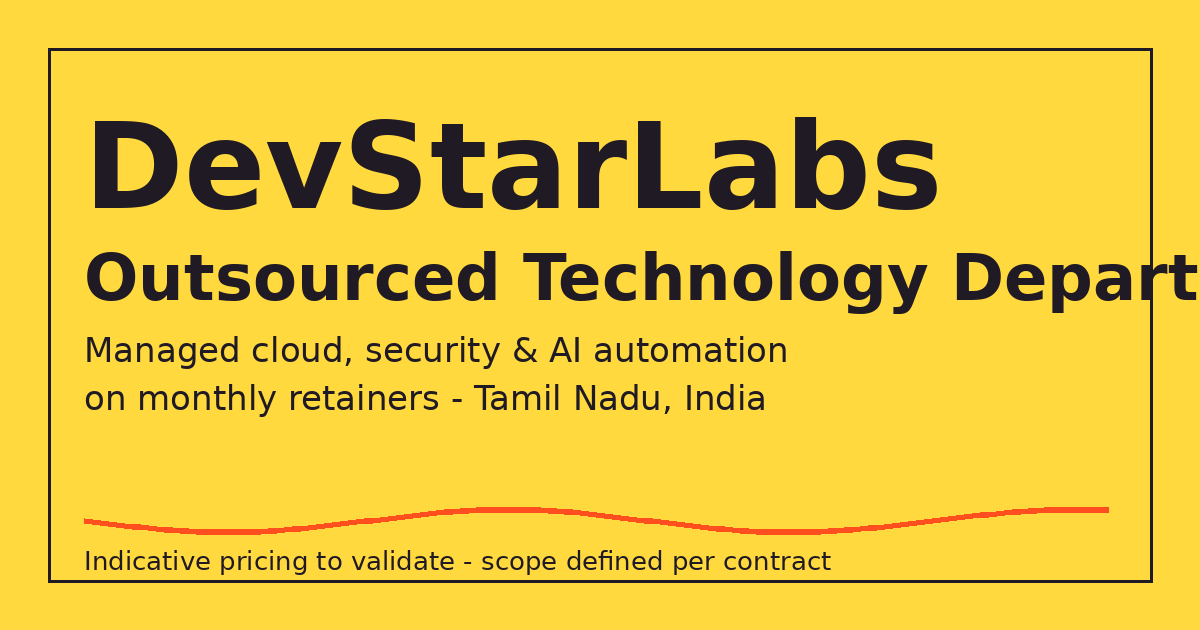 DevStarLabs
Outsourced Technology Depart
Managed cloud, security & AI automation
on monthly retainers - Tamil Nadu, India
Indicative pricing to validate - scope defined per contract